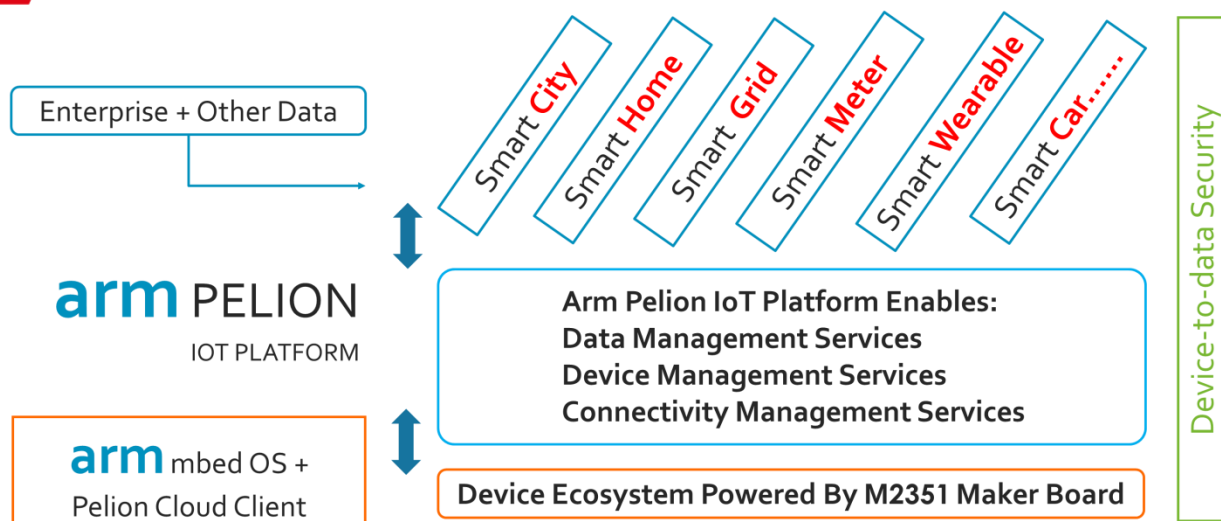 Enterprise + Other Data
Smart City
Smart Home
Smart Grid
Smart Meter
Smart Wearable
Smart Car......
arm PELION
IOT PLATFORM
Arm Pelion IoT Platform Enables:
Data Management Services
Device Management Services
Connectivity Management Services
arm mbed OS +
Pelion Cloud Client
Device Ecosystem Powered By M2351 Maker Board
Device-to-data Security